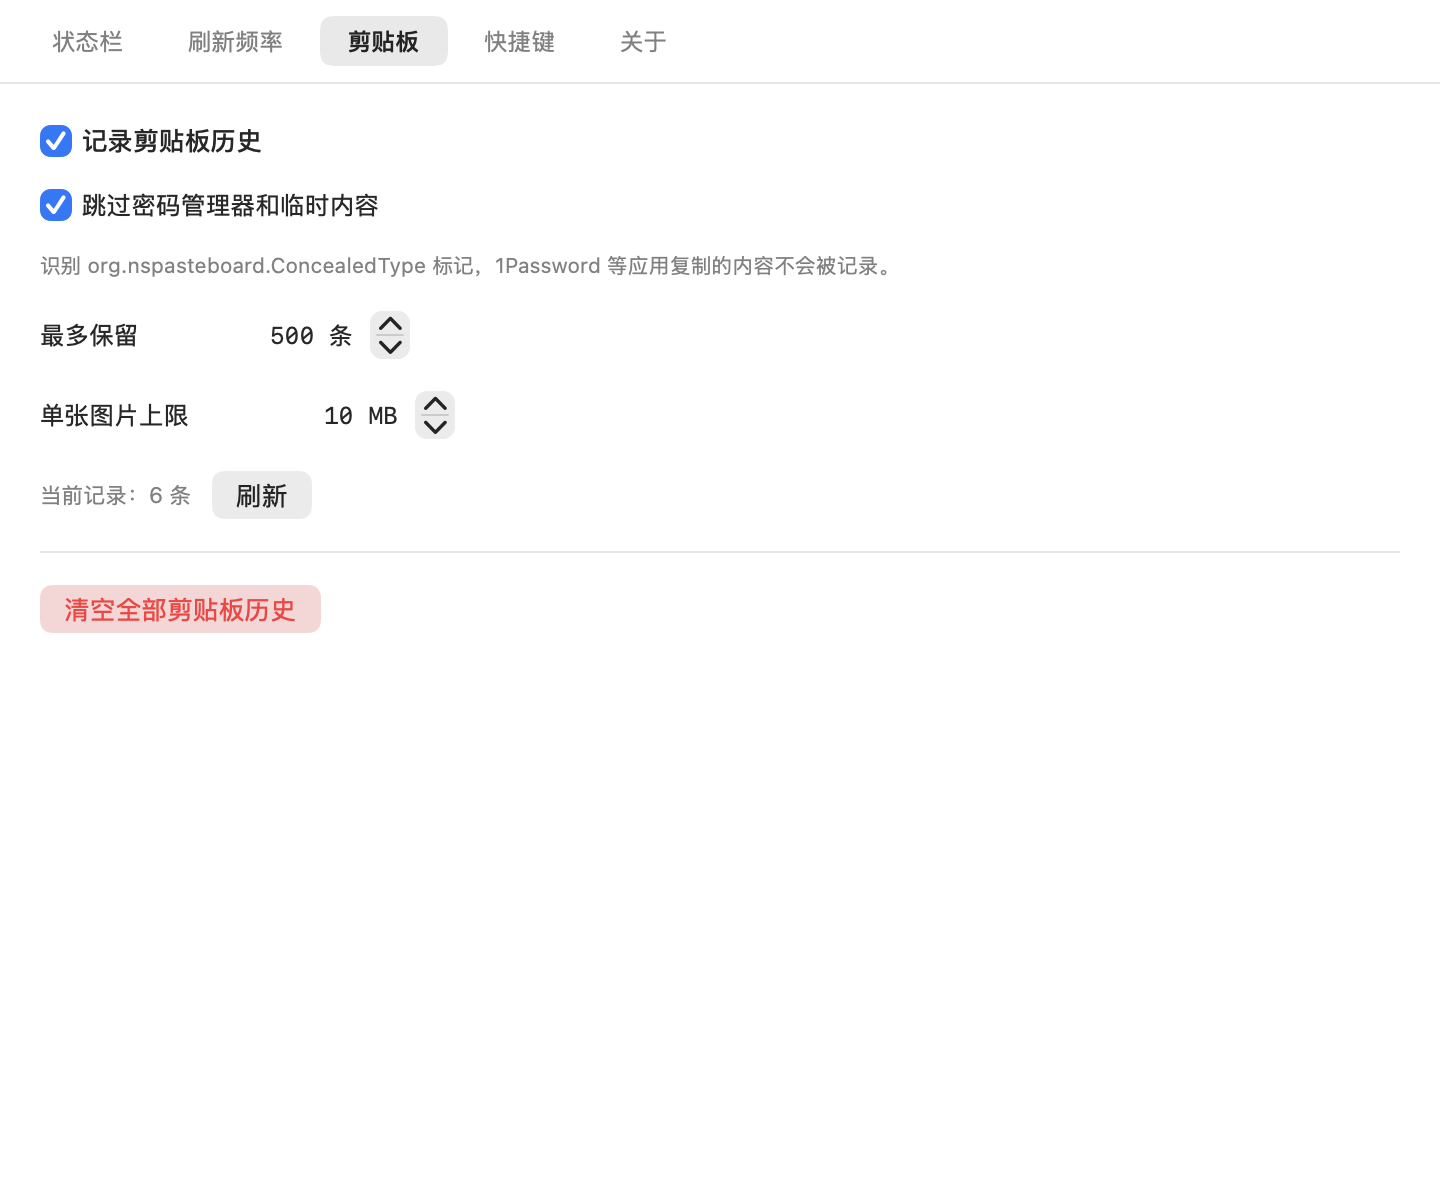 状态栏 刷新频率 剪贴板 快捷键 关于
记录剪贴板历史
跳过密码管理器和临时内容
识别 org.nspasteboard.ConcealedType 标记，1Password 等应用复制的内容不会被记录。
最多保留 500 条
单张图片上限 10 MB
当前记录：6 条 刷新
清空全部剪贴板历史